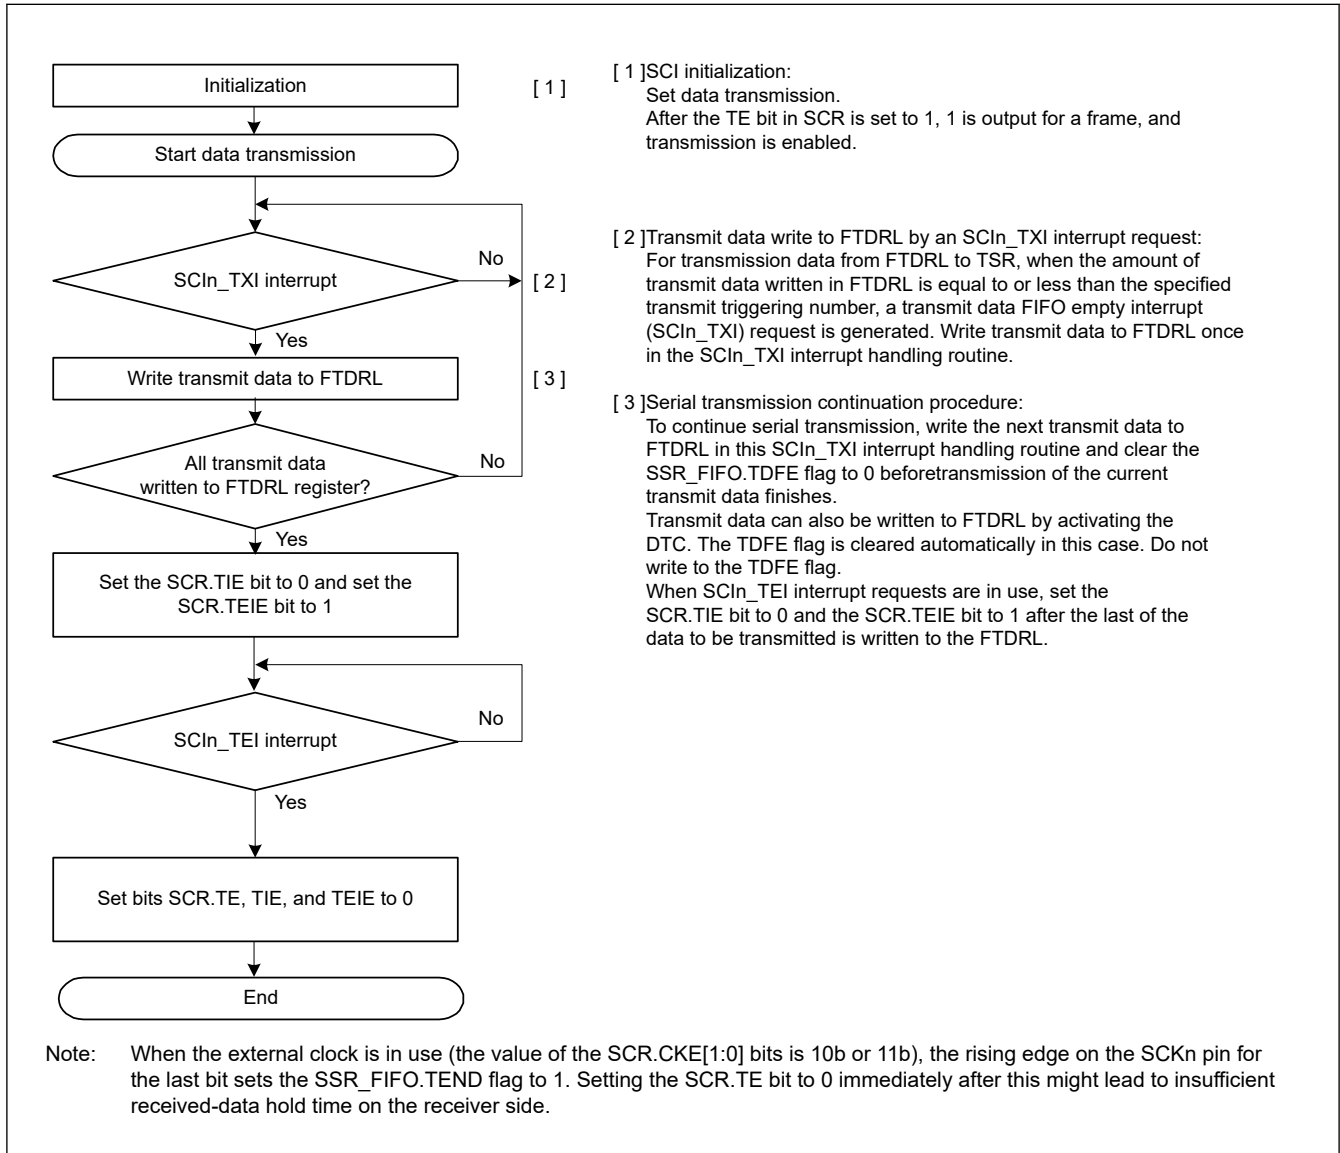 Initialization
[ 1 ]
Start data transmission
SCIn_TXI interrupt
No
[ 2 ]
Yes
Write transmit data to FTDRL
[ 3 ]
All transmit data
written to FTDRL register?
No
Yes
Set the SCR.TIE bit to 0 and set the
SCR.TEIE bit to 1
SCIn_TEI interrupt
No
Yes
Set bits SCR.TE, TIE, and TEIE to 0
End
[ 1 ]SCI initialization:
Set data transmission.
After the TE bit in SCR is set to 1, 1 is output for a frame, and
transmission is enabled.
[ 2 ]Transmit data write to FTDRL by an SCIn_TXI interrupt request:
For transmission data from FTDRL to TSR, when the amount of
transmit data written in FTDRL is equal to or less than the specified
transmit triggering number, a transmit data FIFO empty interrupt
(SCIn_TXI) request is generated. Write transmit data to FTDRL once
in the SCIn_TXI interrupt handling routine.
[ 3 ]Serial transmission continuation procedure:
To continue serial transmission, write the next transmit data to
FTDRL in this SCIn_TXI interrupt handling routine and clear the
SSR_FIFO.TDFE flag to 0 beforetransmission of the current
transmit data finishes.
Transmit data can also be written to FTDRL by activating the
DTC. The TDFE flag is cleared automatically in this case. Do not
write to the TDFE flag.
When SCIn_TEI interrupt requests are in use, set the
SCR.TIE bit to 0 and the SCR.TEIE bit to 1 after the last of the
data to be transmitted is written to the FTDRL.
Note: When the external clock is in use (the value of the SCR.CKE[1:0] bits is 10b or 11b), the rising edge on the SCKn pin for
the last bit sets the SSR_FIFO.TEND flag to 1. Setting the SCR.TE bit to 0 immediately after this might lead to insufficient
received-data hold time on the receiver side.